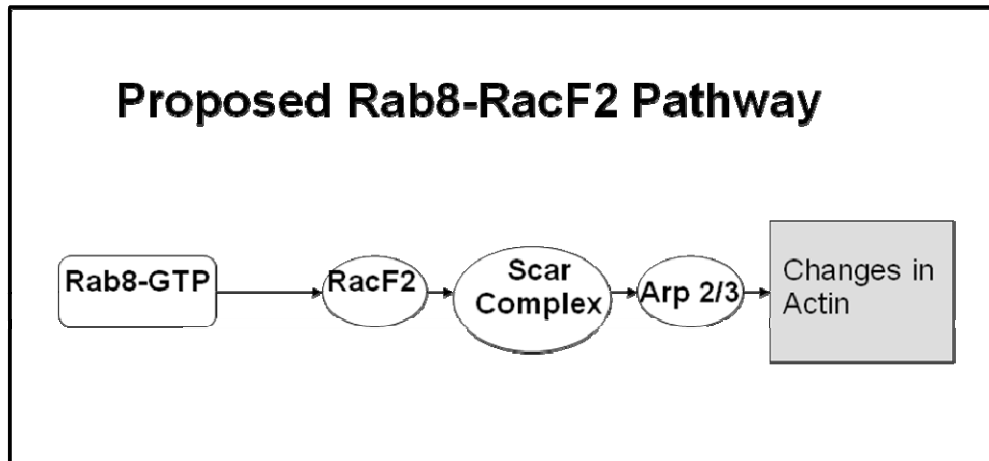 Proposed Rab8-RacF2 Pathway
Rab8-GTP
RacF2
Scar
Complex
Arp 2/3
Changes in
Actin